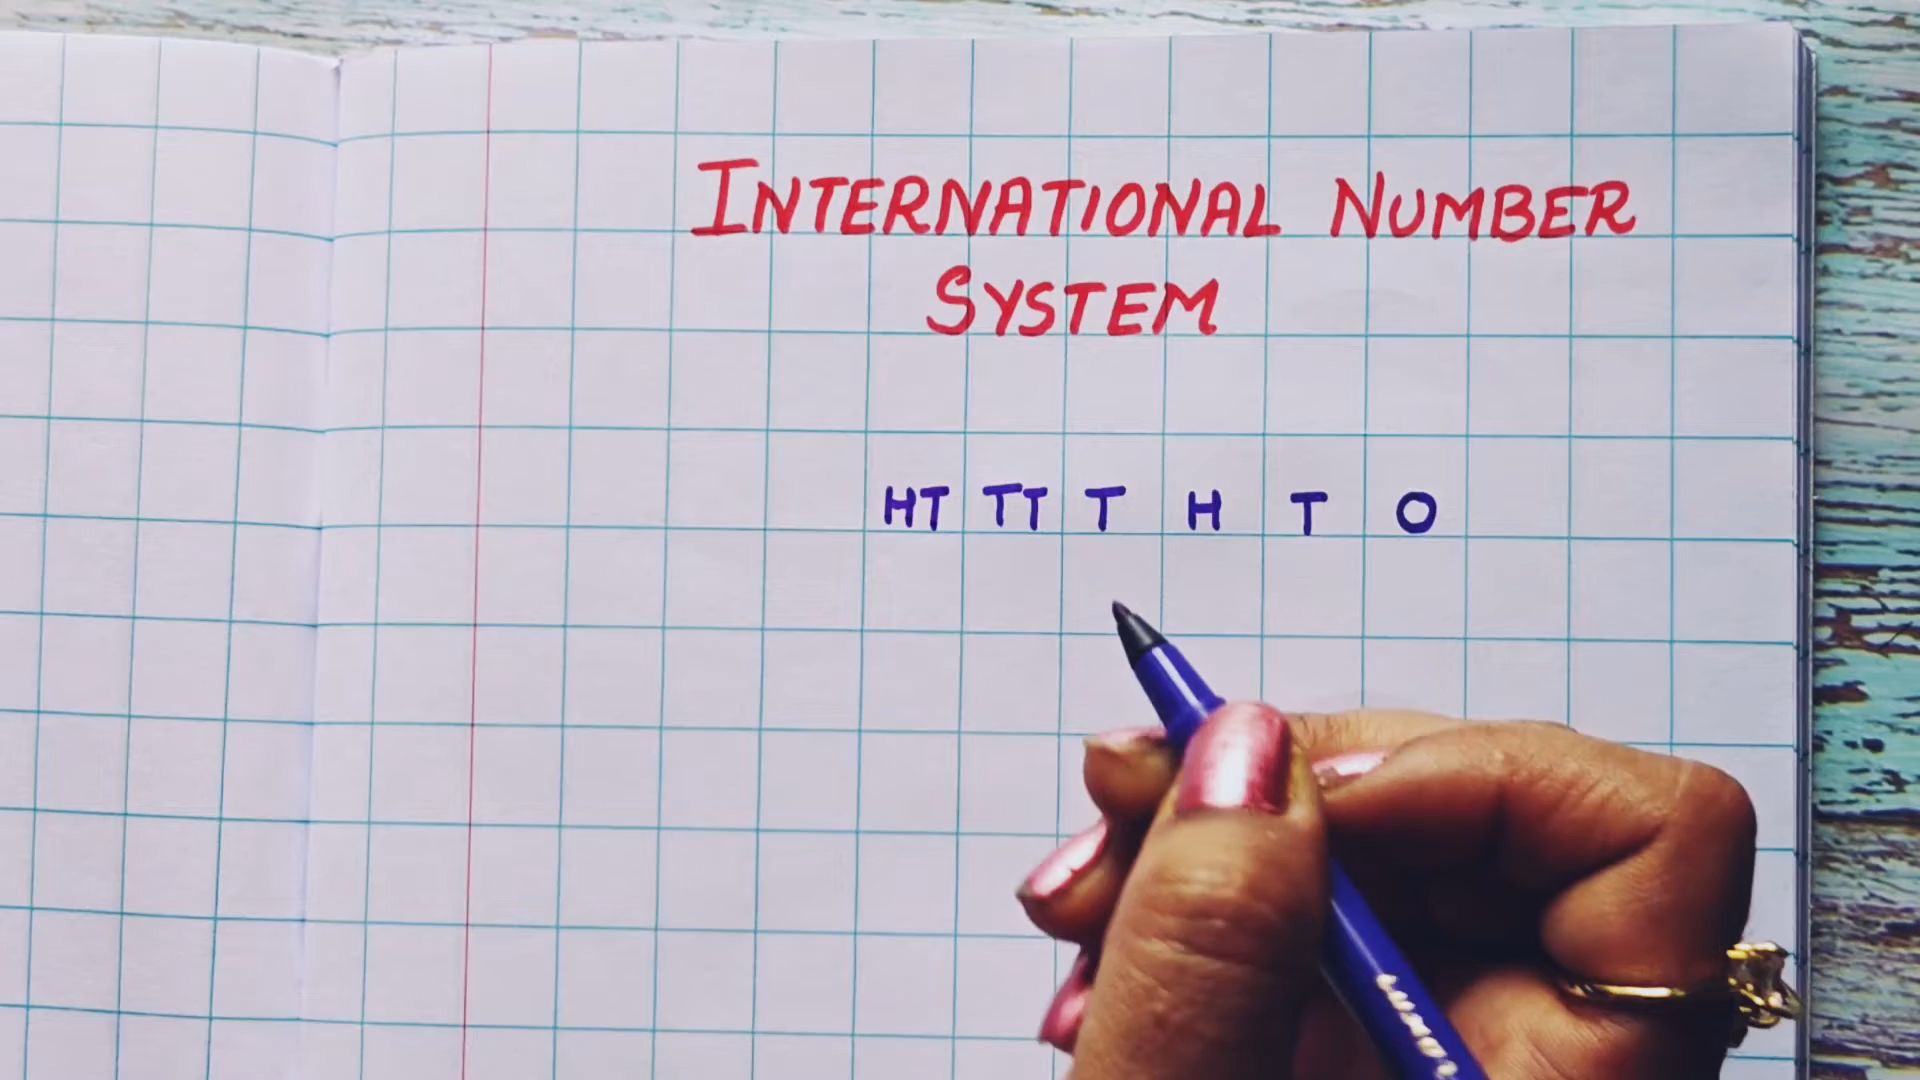 INTERNATIONAL NUMBER
SYSTEM
HT TT T H T O